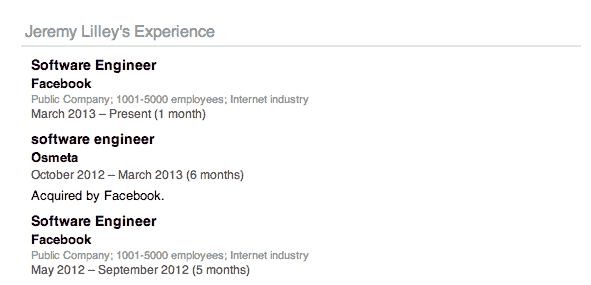 Jeremy Lilley's Experience
Software Engineer
Facebook
Public Company; 1001-5000 employees; Internet industry
March 2013 – Present (1 month)
software engineer
Osmeta
October 2012 – March 2013 (6 months)
Acquired by Facebook.
Software Engineer
Facebook
Public Company; 1001-5000 employees; Internet industry
May 2012 – September 2012 (5 months)